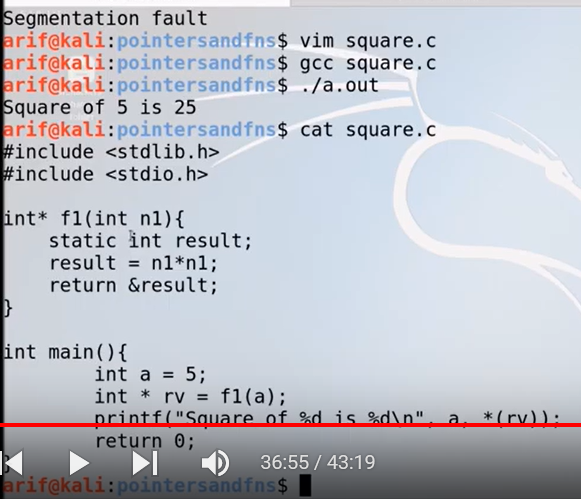 Segmentation fault
arif@kali:pointersandfns$ vim square.c
arif@kali:pointersandfns$ gcc square.c
arif@kali:pointersandfns$ ./a.out
Square of 5 is 25
arif@kali:pointersandfns$ cat square.c
#include <stdlib.h>
#include <stdio.h>
int* f1(int n1){
    static int result;
    result = n1*n1;
    return &result;
}
int main(){
        int a = 5;
        int * rv = f1(a);
        printf("Square of %d is %d\n", a, *(rv));
        return 0;
}
36:55 / 43:19
arif@kali:pointersandfns$